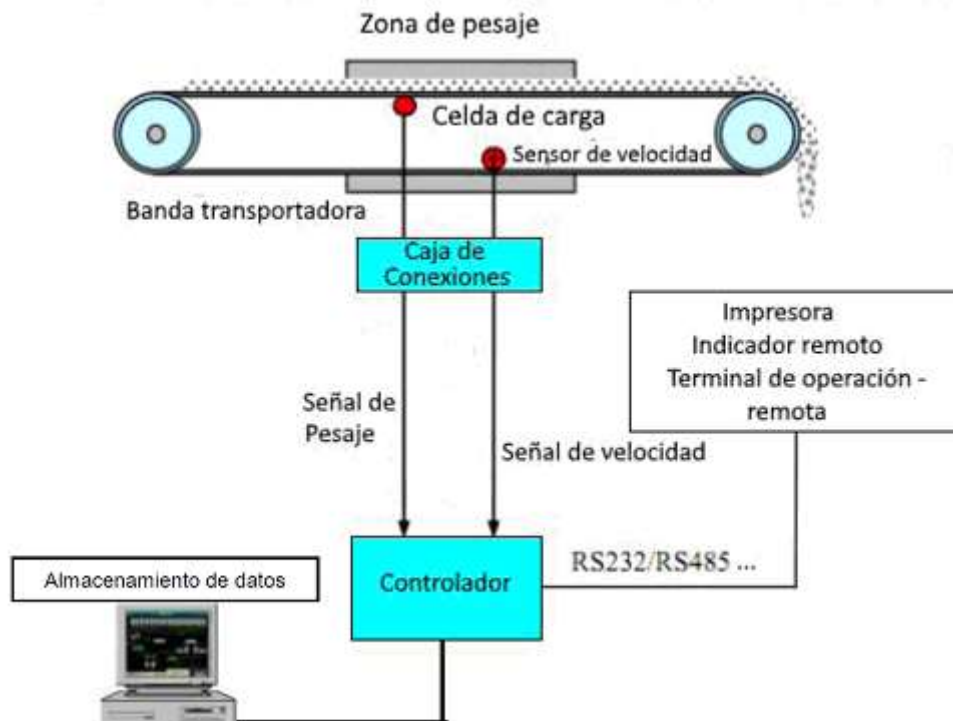 Zona de pesaje
Celda de carga
Sensor de velocidad
Banda transportadora
Caja de
Conexiones
Impresora
Indicador remoto
Terminal de operación -
remota
Señal de
Pesaje
Señal de velocidad
RS232/RS485 ...
Controlador
Almacenamiento de datos